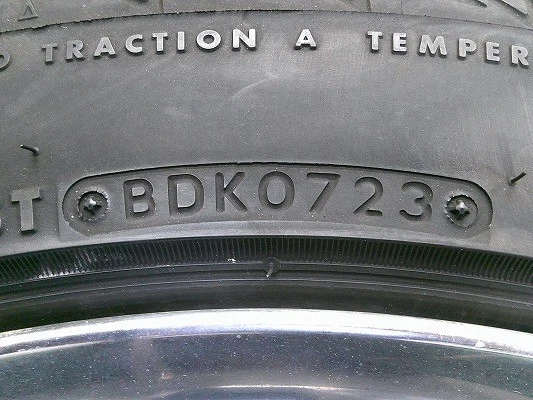 TRACTION A TEMPER
T BDK0723